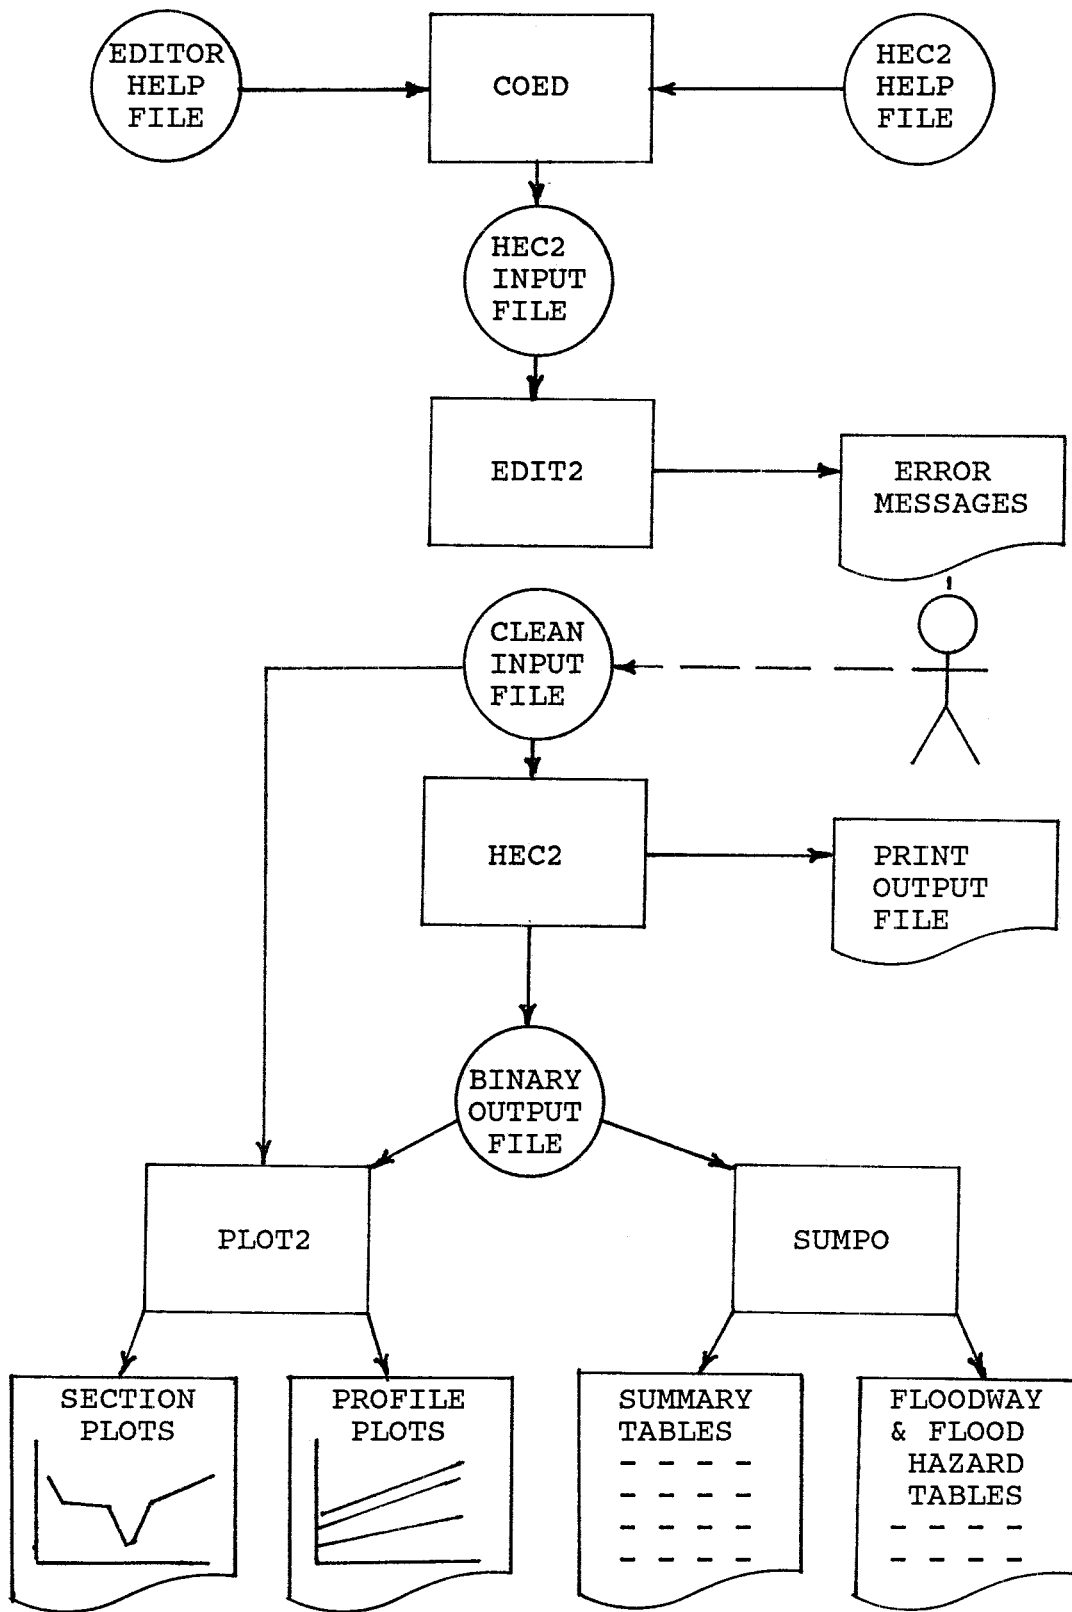 EDITOR
HELP
FILE
COED
HEC2
HELP
FILE
HEC2
INPUT
FILE
EDIT2
ERROR
MESSAGES
CLEAN
INPUT
FILE
HEC2
PRINT
OUTPUT
FILE
BINARY
OUTPUT
FILE
PLOT2
SUMPO
SECTION
PLOTS
PROFILE
PLOTS
SUMMARY
TABLES
FLOODWAY
& FLOOD
HAZARD
TABLES